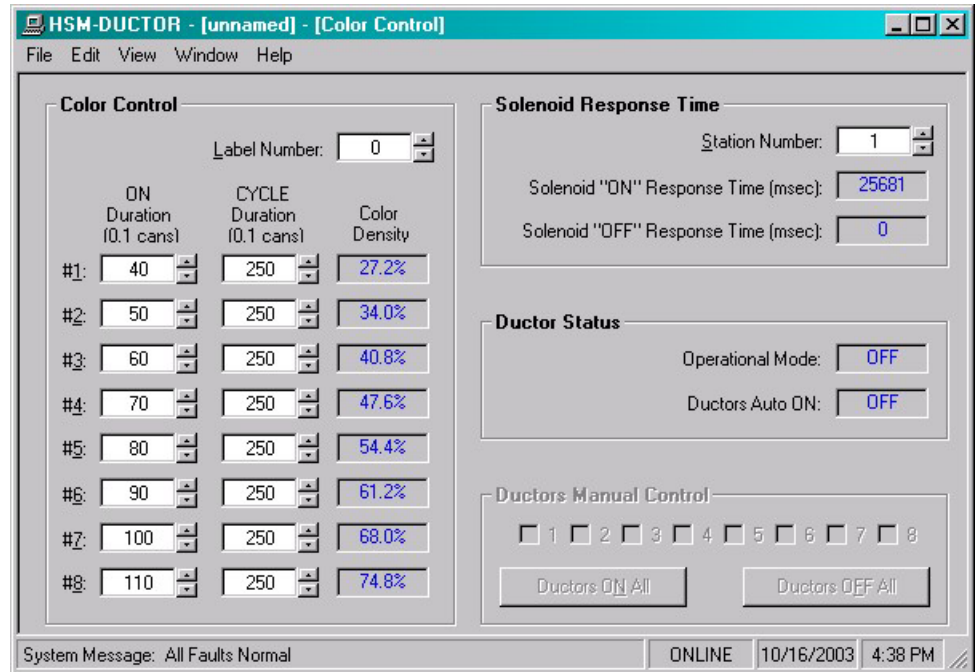 HSM-DUCTOR - [unnamed] - [Color Control]
File Edit View Window Help
Color Control
Label Number: 0
ON Duration (0.1 cans)
CYCLE Duration (0.1 cans)
Color Density
#1: 40 250 27.2%
#2: 50 250 34.0%
#3: 60 250 40.8%
#4: 70 250 47.6%
#5: 80 250 54.4%
#6: 90 250 61.2%
#7: 100 250 68.0%
#8: 110 250 74.8%
Solenoid Response Time
Station Number: 1
Solenoid "ON" Response Time (msec): 25681
Solenoid "OFF" Response Time (msec): 0
Ductor Status
Operational Mode: OFF
Ductors Auto ON: OFF
Ductors Manual Control
1 2 3 4 5 6 7 8
Ductors ON All
Ductors OFF All
System Message: All Faults Normal
ONLINE
10/16/2003
4:38 PM